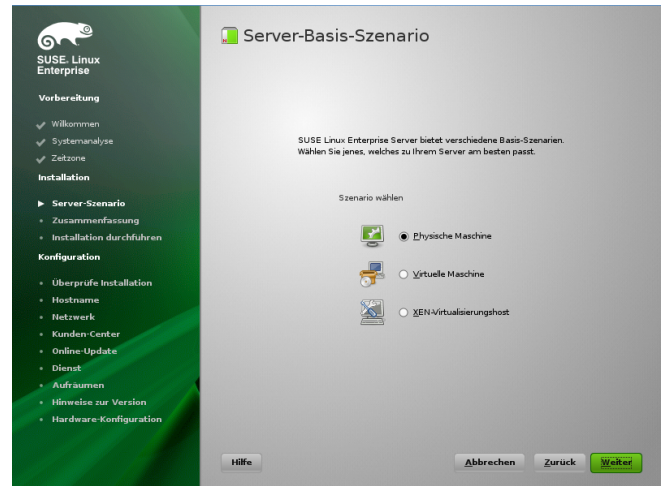 SUSE. Linux
Enterprise
Vorbereitung
Willkommen
Systemanalyse
Zeitzone
Installation
Server-Szenario
Zusammenfassung
Installation durchführen
Konfiguration
Überprüfe Installation
Hostname
Netzwerk
Kunden-Center
Online-Update
Dienst
Aufräumen
Hinweise zur Version
Hardware-Konfiguration
Server-Basis-Szenario
SUSE Linux Enterprise Server bietet verschiedene Basis-Szenarien.
Wählen Sie jenes, welches zu Ihrem Server am besten passt.
Szenario wählen
Physische Maschine
Virtuelle Maschine
XEN-Virtualisierungshost
Hilfe
Abbrechen
Zurück
Weiter